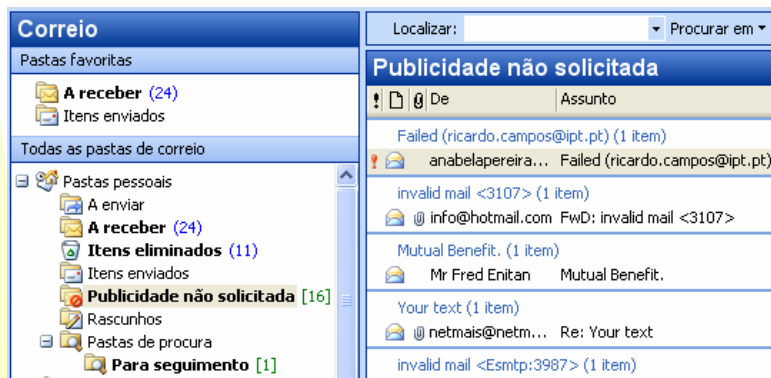 Correio
Pastas favoritas
A receber (24)
Itens enviados
Todas as pastas de correio
Pastas pessoais
A enviar
A receber (24)
Itens eliminados (11)
Itens enviados
Publicidade não solicitada [16]
Rascunhos
Pastas de procura
Para seguimento [1]
Localizar: Procurar em
Publicidade não solicitada
De Assunto
Failed (ricardo.campos@ipt.pt) (1 item)
anabelapereira... Failed (ricardo.campos@ipt.pt)
invalid mail <3107> (1 item)
info@hotmail.com FwD: invalid mail <3107>
Mutual Benefit. (1 item)
Mr Fred Enitan Mutual Benefit.
Your text (1 item)
netmais@netm... Re: Your text
invalid mail <Esmtp:3987> (1 item)